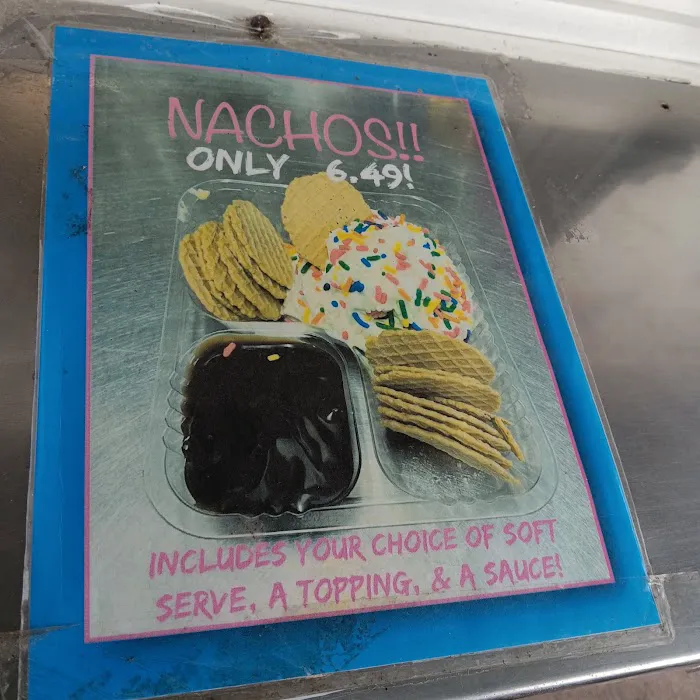 NACHOS!!
ONLY 6.49!
INCLUDES YOUR CHOICE OF SOFT
SERVE, A TOPPING, & A SAUCE!